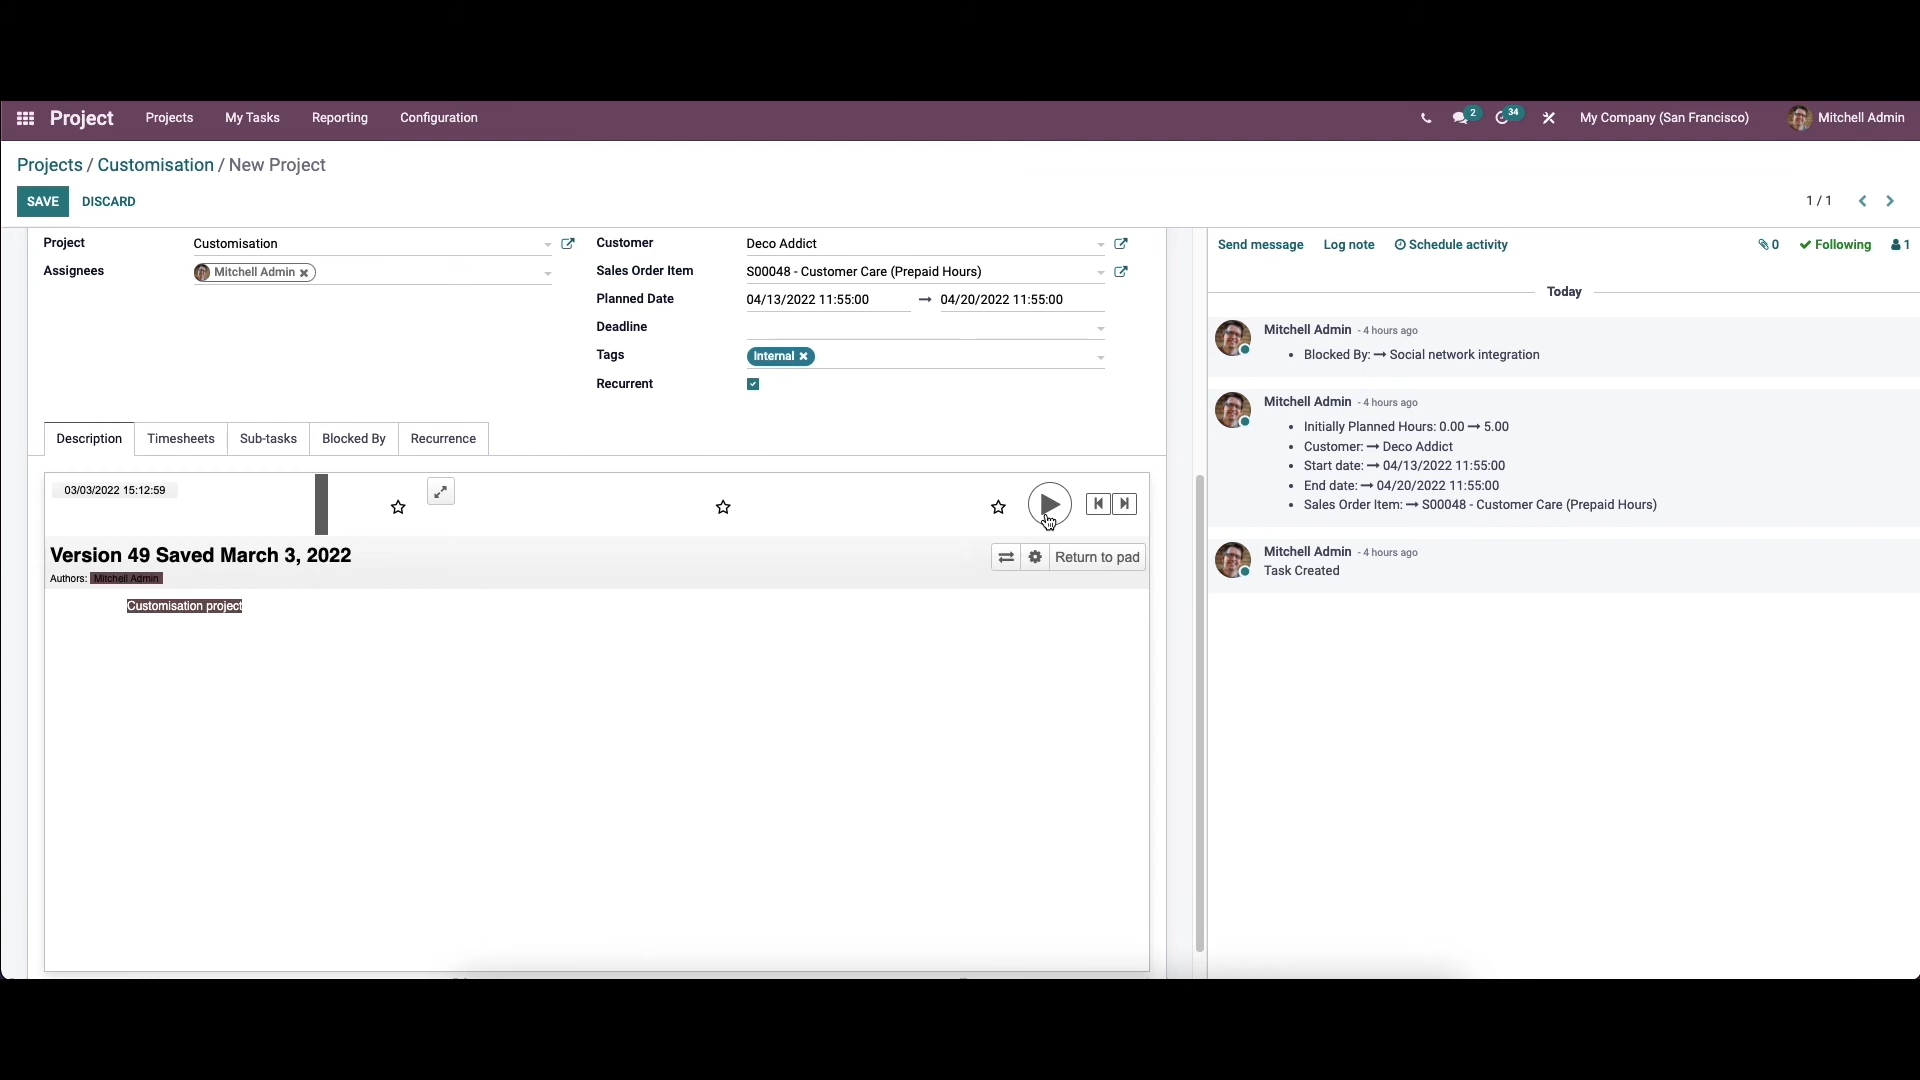 Project Projects My Tasks Reporting Configuration 2 34 My Company (San Francisco) Mitchell Admin
Projects / Customisation / New Project
SAVE DISCARD 1 / 1
Project Customisation
Assignees Mitchell Admin
Customer Deco Addict
Sales Order Item S00048 - Customer Care (Prepaid Hours)
Planned Date 04/13/2022 11:55:00 → 04/20/2022 11:55:00
Deadline
Tags Internal
Recurrent
Description Timesheets Sub-tasks Blocked By Recurrence
03/03/2022 15:12:59
Version 49 Saved March 3, 2022
Return to pad
Authors: Mitchell Admin
Customisation project
Send message Log note Schedule activity 0 Following 1
Today
Mitchell Admin - 4 hours ago
• Blocked By: → Social network integration
Mitchell Admin - 4 hours ago
• Initially Planned Hours: 0.00 → 5.00
• Customer: → Deco Addict
• Start date: → 04/13/2022 11:55:00
• End date: → 04/20/2022 11:55:00
• Sales Order Item: → S00048 - Customer Care (Prepaid Hours)
Mitchell Admin - 4 hours ago
Task Created